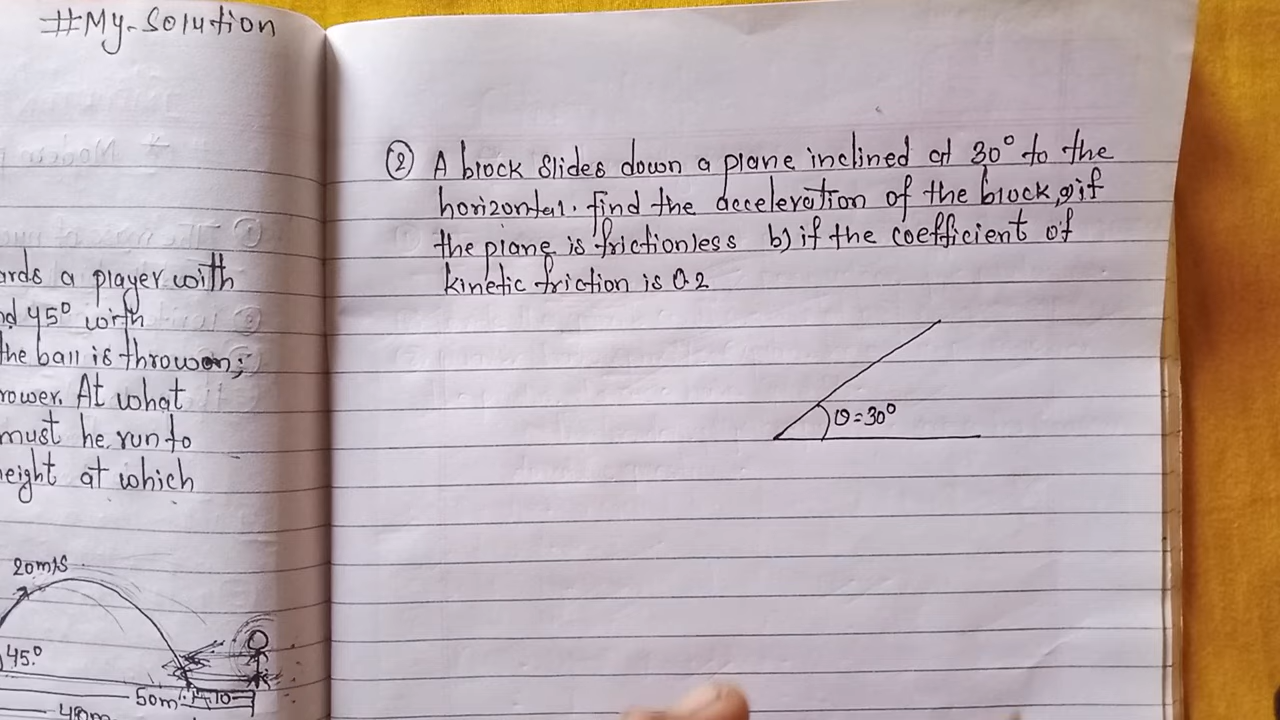 #My-Solution
ards a player with
nd 45° with
the ball is thrown;
rower. At what
must he run to
eight at which
20m/s
45°
50m
10
40m
② A block slides down a plane inclined at 30° to the
horizontal. find the acceleration of the block, a) if
the plane is frictionless b) if the coefficient of
kinetic friction is 0.2
θ=30°